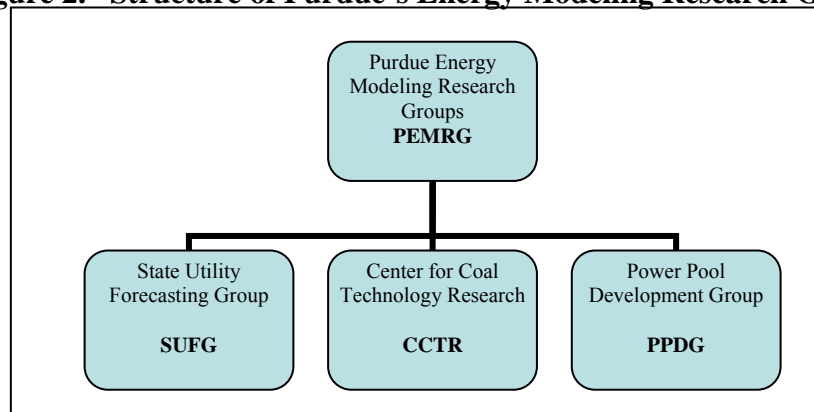 gure 2. Structure of Purdue's Energy Modeling Research G
Purdue Energy
Modeling Research
Groups
PEMRG
State Utility
Forecasting Group
SUFG
Center for Coal
Technology Research
CCTR
Power Pool
Development Group
PPDG